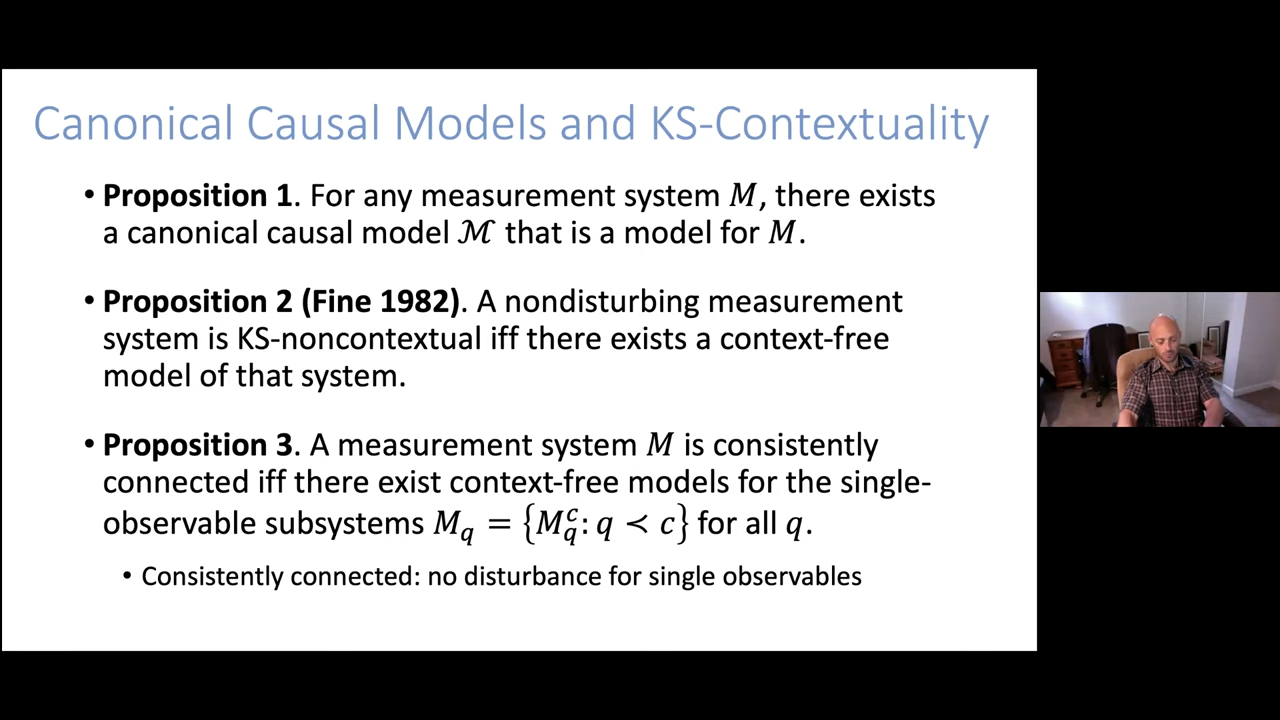 Canonical Causal Models and KS-Contextuality
• Proposition 1. For any measurement system M, there exists
a canonical causal model ℳ that is a model for M.
• Proposition 2 (Fine 1982). A nondisturbing measurement
system is KS-noncontextual iff there exists a context-free
model of that system.
• Proposition 3. A measurement system M is consistently
connected iff there exist context-free models for the single-
observable subsystems M_q = {M_q^c: q ≺ c} for all q.
• Consistently connected: no disturbance for single observables